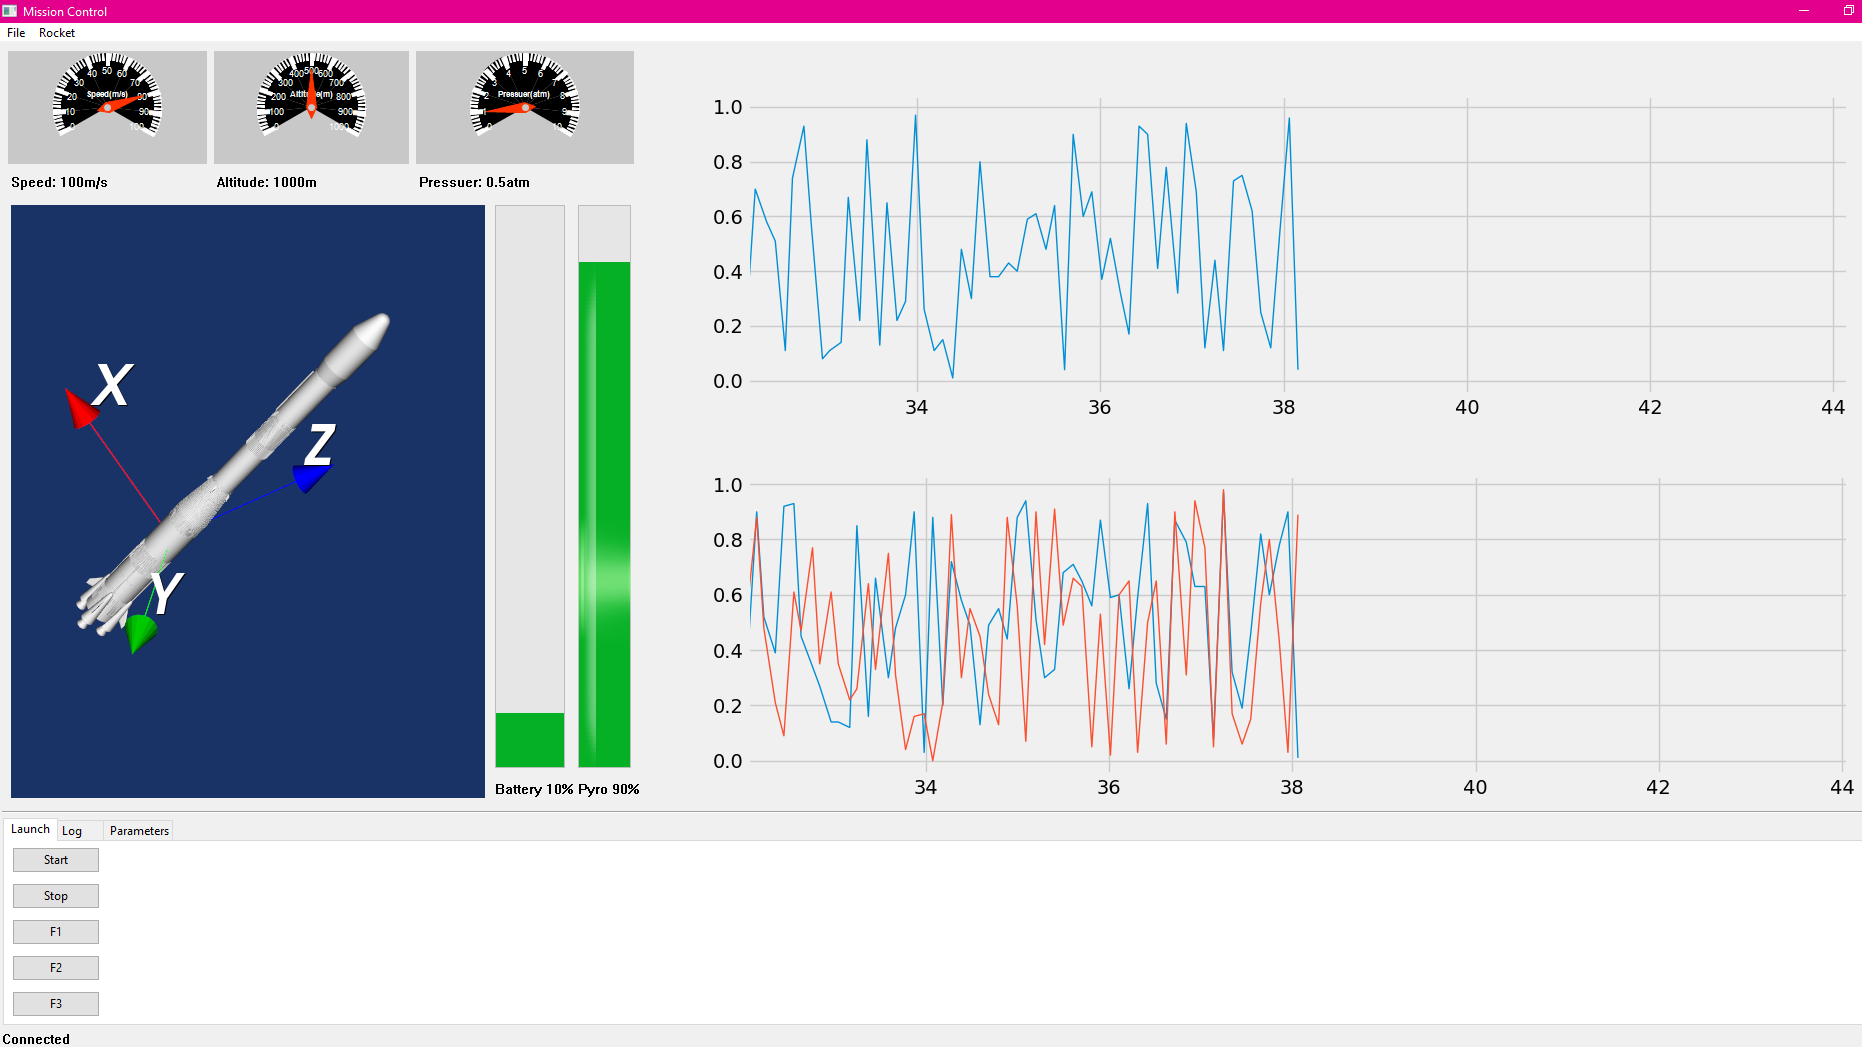 Mission Control
File Rocket
0 10 20 30 40 50 60 70 80 90 100
Speed(m/s)
0 100 200 300 400 500 600 700 800 900 1000
0 1 2 3 4 5 6 7 8 9 10
Pressuer(atm)
Speed: 100m/s
Altitude: 1000m
Pressuer: 0.5atm
X
Z
Y
Battery 10% Pyro 90%
1.0
0.8
0.6
0.4
0.2
0.0
34 36 38 40 42 44
1.0
0.8
0.6
0.4
0.2
0.0
34 36 38 40 42 44
Launch Log Parameters
Start
Stop
F1
F2
F3
Connected